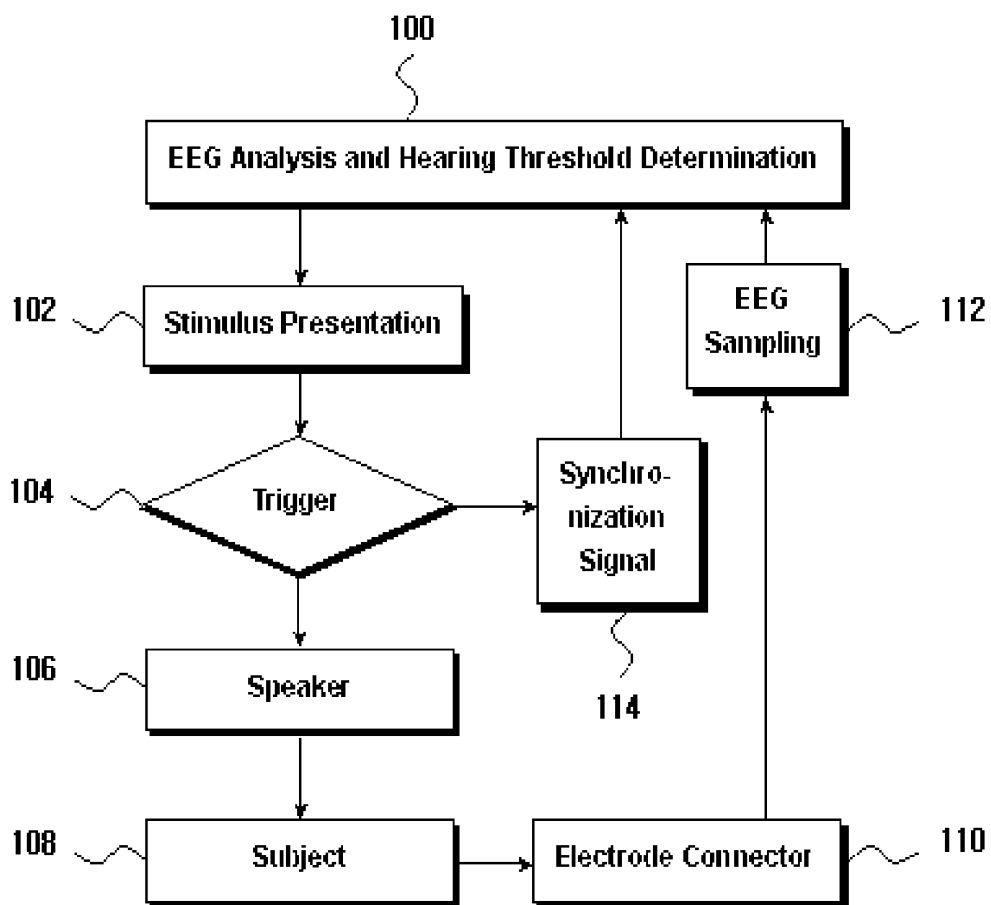 100
EEG Analysis and Hearing Threshold Determination
102
Stimulus Presentation
EEG
Sampling
112
104
Trigger
Synchro-
nization
Signal
106
Speaker
114
108
Subject
Electrode Connector
110